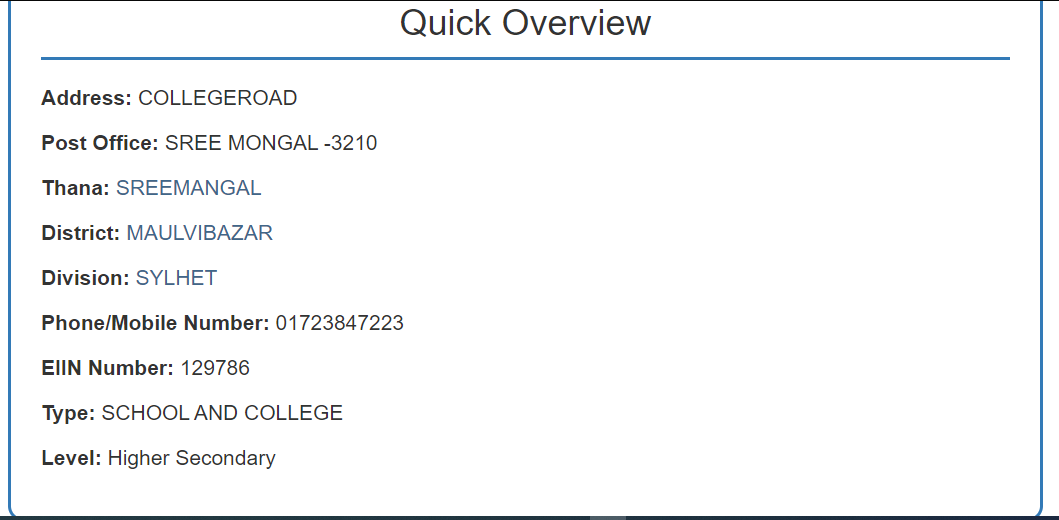 Quick Overview
Address: COLLEGEROAD
Post Office: SREE MONGAL -3210
Thana: SREEMANGAL
District: MAULVIBAZAR
Division: SYLHET
Phone/Mobile Number: 01723847223
EIIN Number: 129786
Type: SCHOOL AND COLLEGE
Level: Higher Secondary